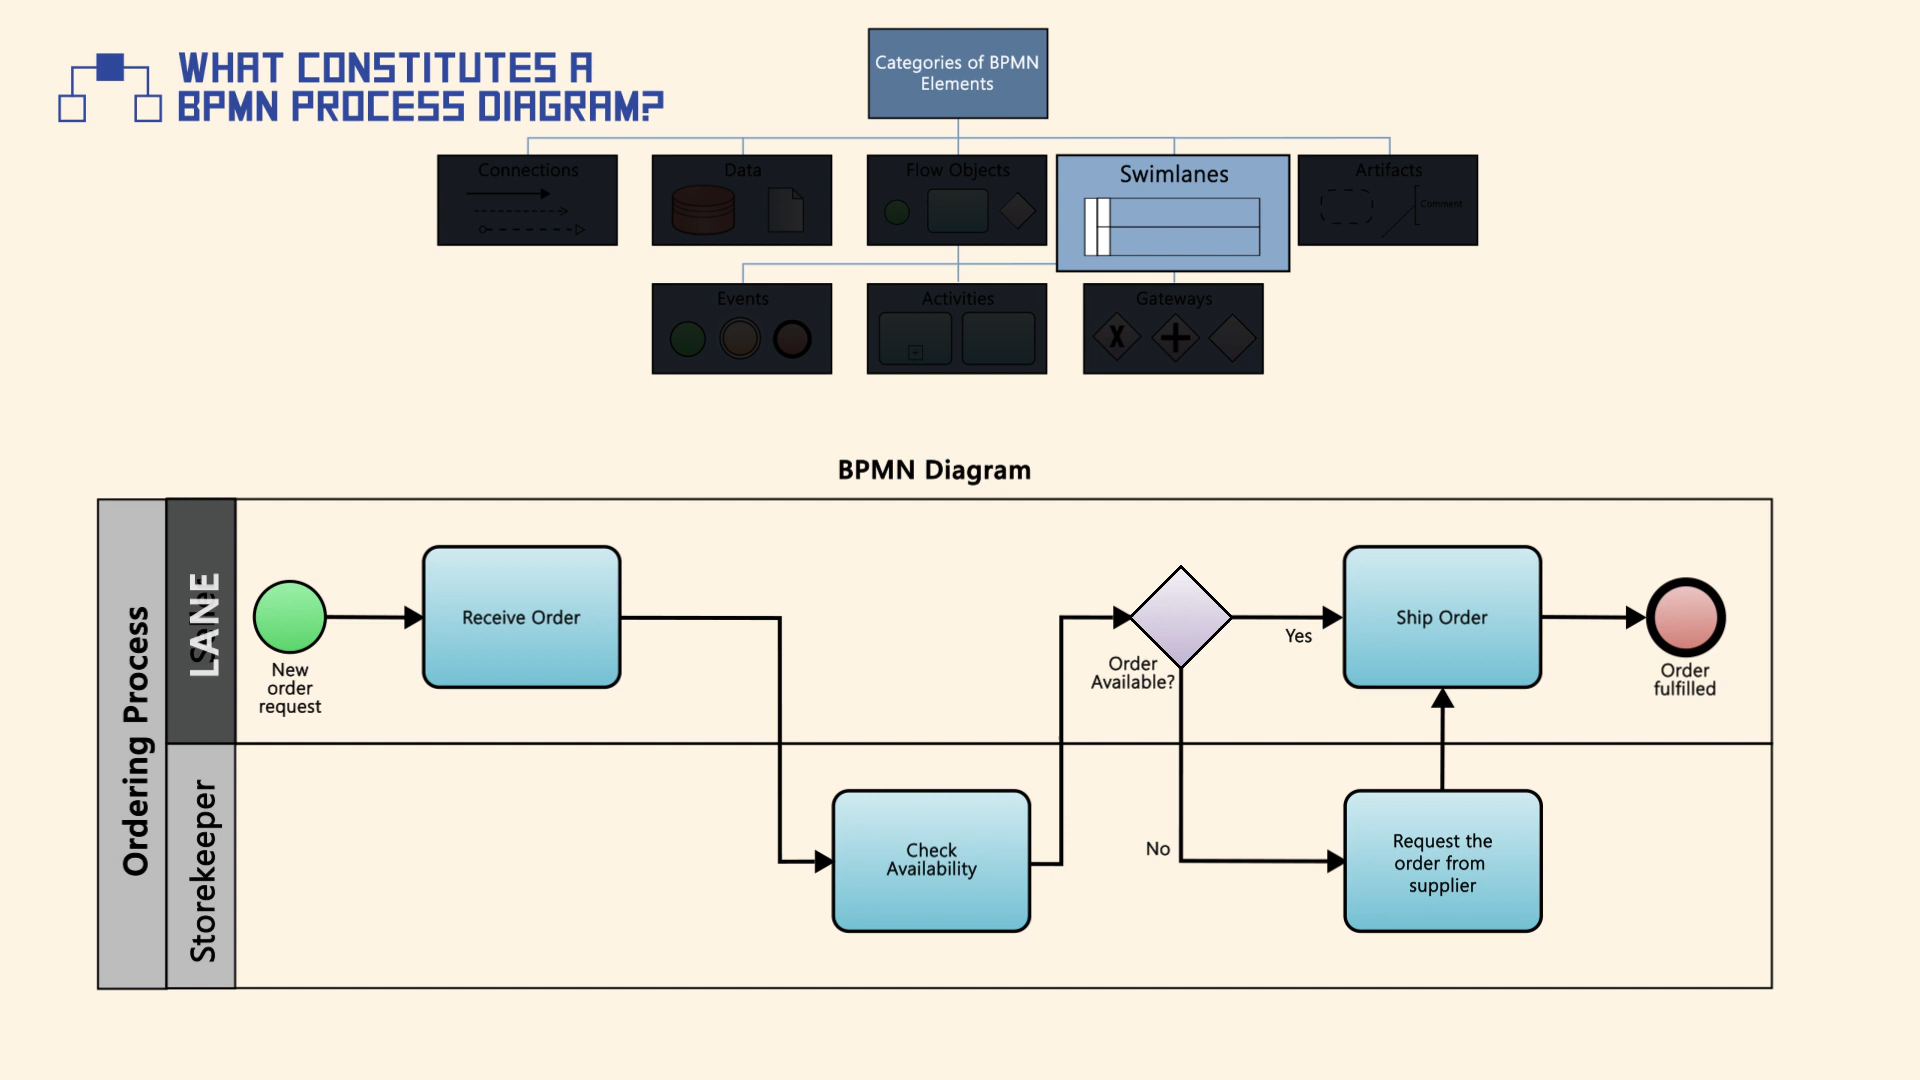 WHAT CONSTITUTES A
BPMN PROCESS DIAGRAM?
Categories of BPMN
Elements
Connections
Data
Flow Objects
Swimlanes
Artifacts
Comment
Events
Activities
Gateways
X
BPMN Diagram
Ordering Process
LANE
Storekeeper
New
order
request
Receive Order
Check
Availability
Order
Available?
Yes
No
Ship Order
Request the
order from
supplier
Order
fulfilled